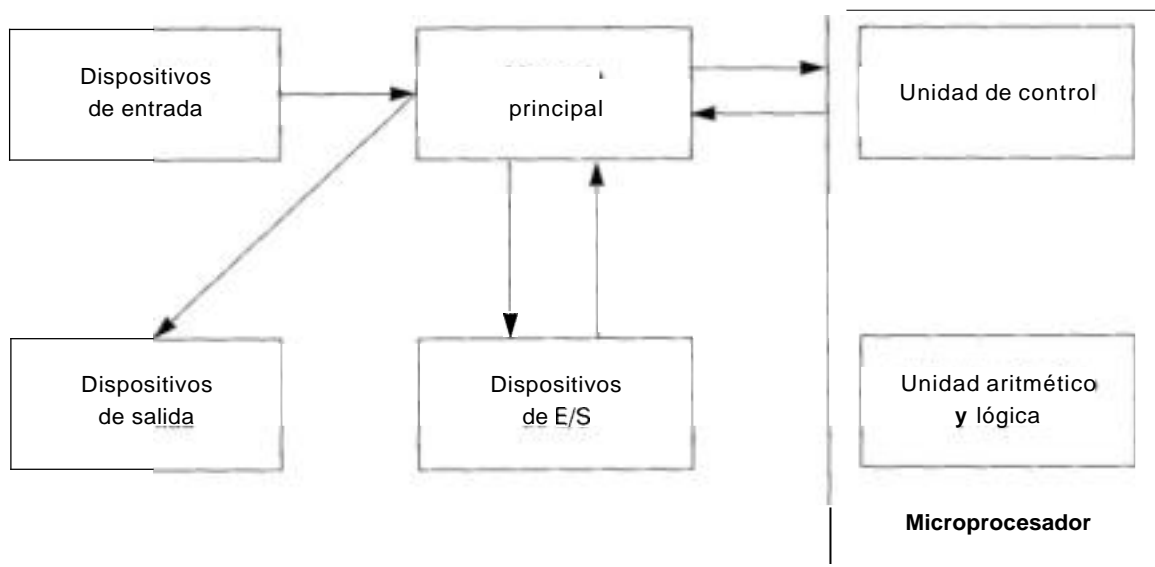 Dispositivos
de entrada
principal
Unidad de control
Dispositivos
de salida
Dispositivos
de E/S
Unidad aritmético
y lógica
Microprocesador